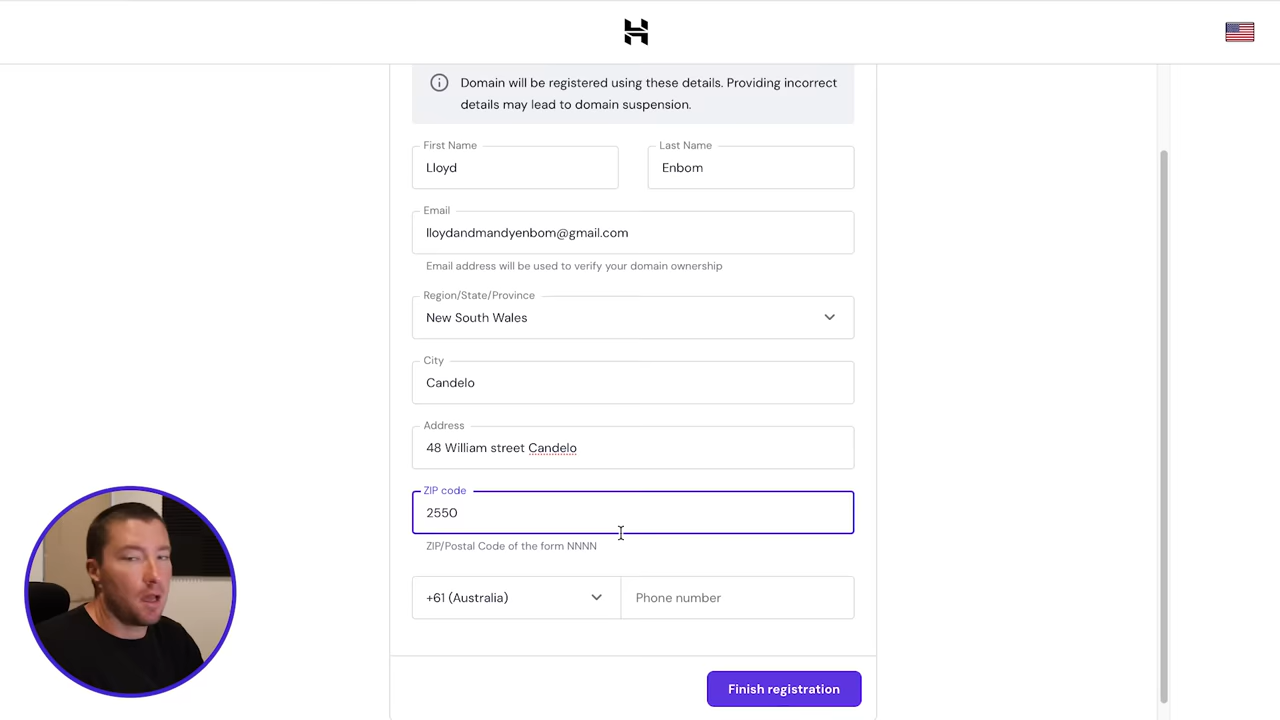 Domain will be registered using these details. Providing incorrect
details may lead to domain suspension.
First Name
Lloyd
Last Name
Enbom
Email
lloydandmandyenbom@gmail.com
Email address will be used to verify your domain ownership
Region/State/Province
New South Wales
City
Candelo
Address
48 William street Candelo
ZIP code
2550
ZIP/Postal Code of the form NNNN
+61 (Australia)
Phone number
Finish registration